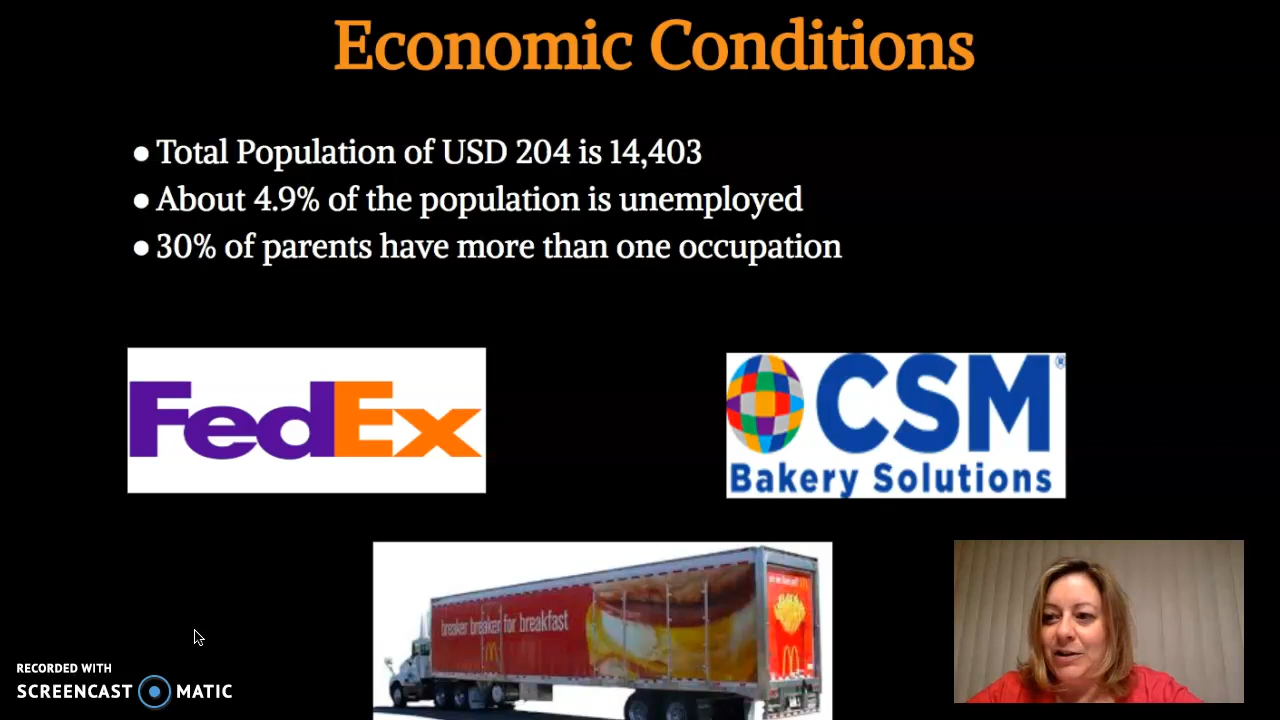 Economic Conditions
● Total Population of USD 204 is 14,403
● About 4.9% of the population is unemployed
● 30% of parents have more than one occupation
FedEx
CSM®
Bakery Solutions
breaker breaker for breakfast
RECORDED WITH
SCREENCAST MATIC